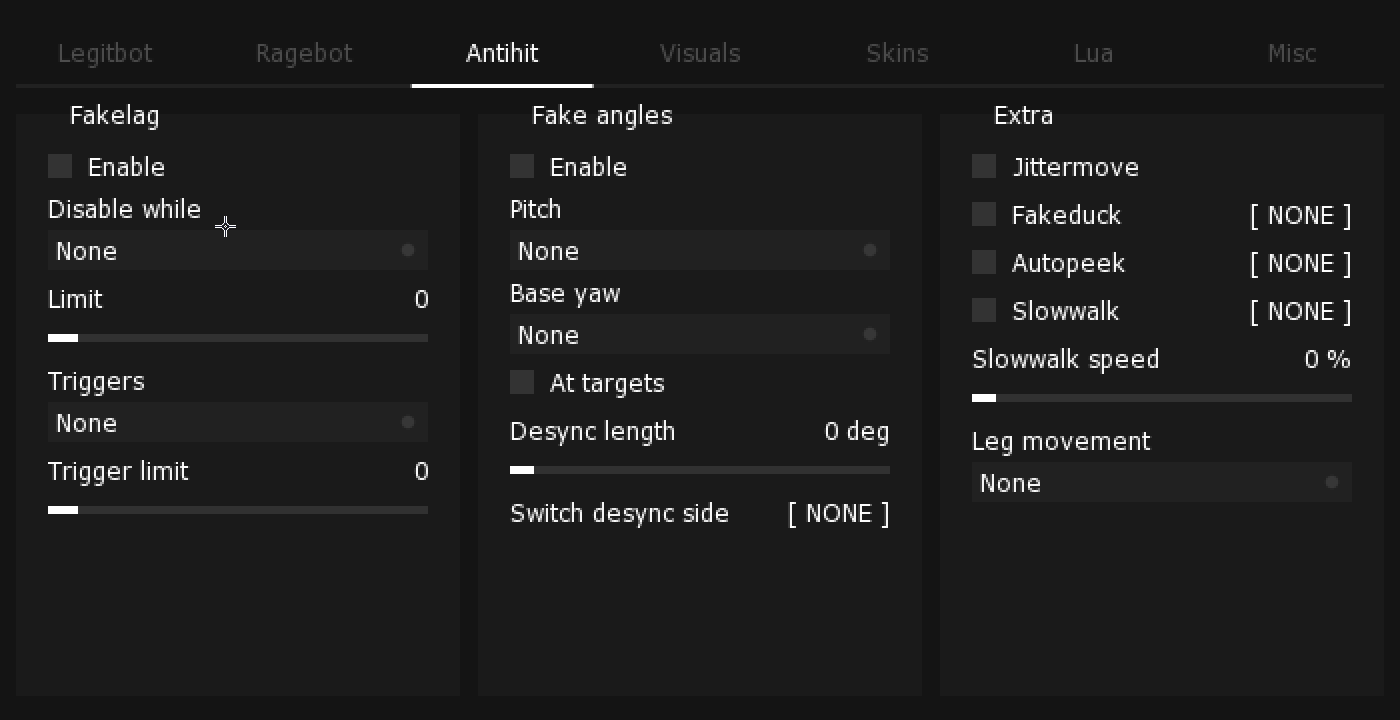 Legitbot Ragebot Antihit Visuals Skins Lua Misc
Fakelag
Enable
Disable while
None
Limit 0
Triggers
None
Trigger limit 0
Fake angles
Enable
Pitch
None
Base yaw
None
At targets
Desync length 0 deg
Switch desync side [ NONE ]
Extra
Jittermove
Fakeduck [ NONE ]
Autopeek [ NONE ]
Slowwalk [ NONE ]
Slowwalk speed 0 %
Leg movement
None